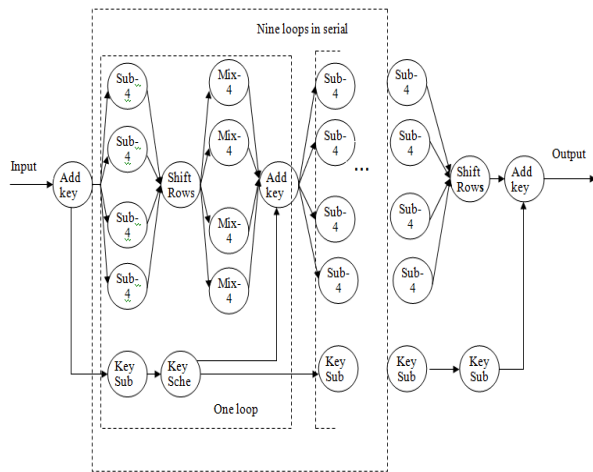 Nine loops in serial
Sub-
4
Mix-
4
Sub-
4
Sub-
4
Sub-
4
Mix-
4
Sub-
4
Sub-
4
...
Input
Add
key
Shift
Rows
Add
key
Shift
Rows
Add
key
Output
Sub-
4
Mix-
4
Sub-
4
Sub-
4
Sub-
4
Mix-
4
Sub-
4
Sub-
4
Key
Sub
Key
Sche
Key
Sub
Key
Sub
Key
Sub
One loop